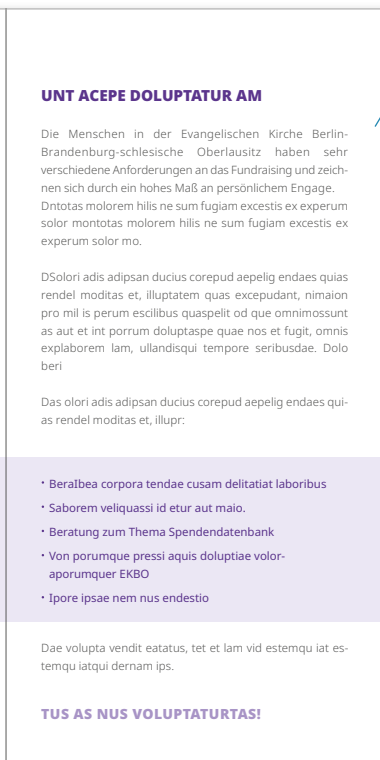 UNT ACEPE DOLUPTATUR AM
Die Menschen in der Evangelischen Kirche Berlin-
Brandenburg-schlesische Oberlausitz haben sehr
verschiedene Anforderungen an das Fundraising und zeich-
nen sich durch ein hohes Maß an persönlichem Engage.
Dntotas molorem hilis ne sum fugiam excestis ex experum
solor montotas molorem hilis ne sum fugiam excestis ex
experum solor mo.
DSolori adis adipsan ducius corepud aepelig endaes quias
rendel moditas et, illuptatem quas excepudant, nimaion
pro mil is perum escilibus quaspelit od que omnimossunt
as aut et int porrum doluptaspe quae nos et fugit, omnis
explaborem lam, ullandisqui tempore seribusdae. Dolo
beri
Das olori adis adipsan ducius corepud aepelig endaes qui-
as rendel moditas et, illupr:
• BeraIbea corpora tendae cusam delitatiat laboribus
• Saborem veliquassi id etur aut maio.
• Beratung zum Thema Spendendatenbank
• Von porumque pressi aquis doluptiae volor-
aporumquer EKBO
• Ipore ipsae nem nus endestio
Dae volupta vendit eatatus, tet et lam vid estemqu iat es-
temqu iatqui dernam ips.
TUS AS NUS VOLUPTATURTAS!